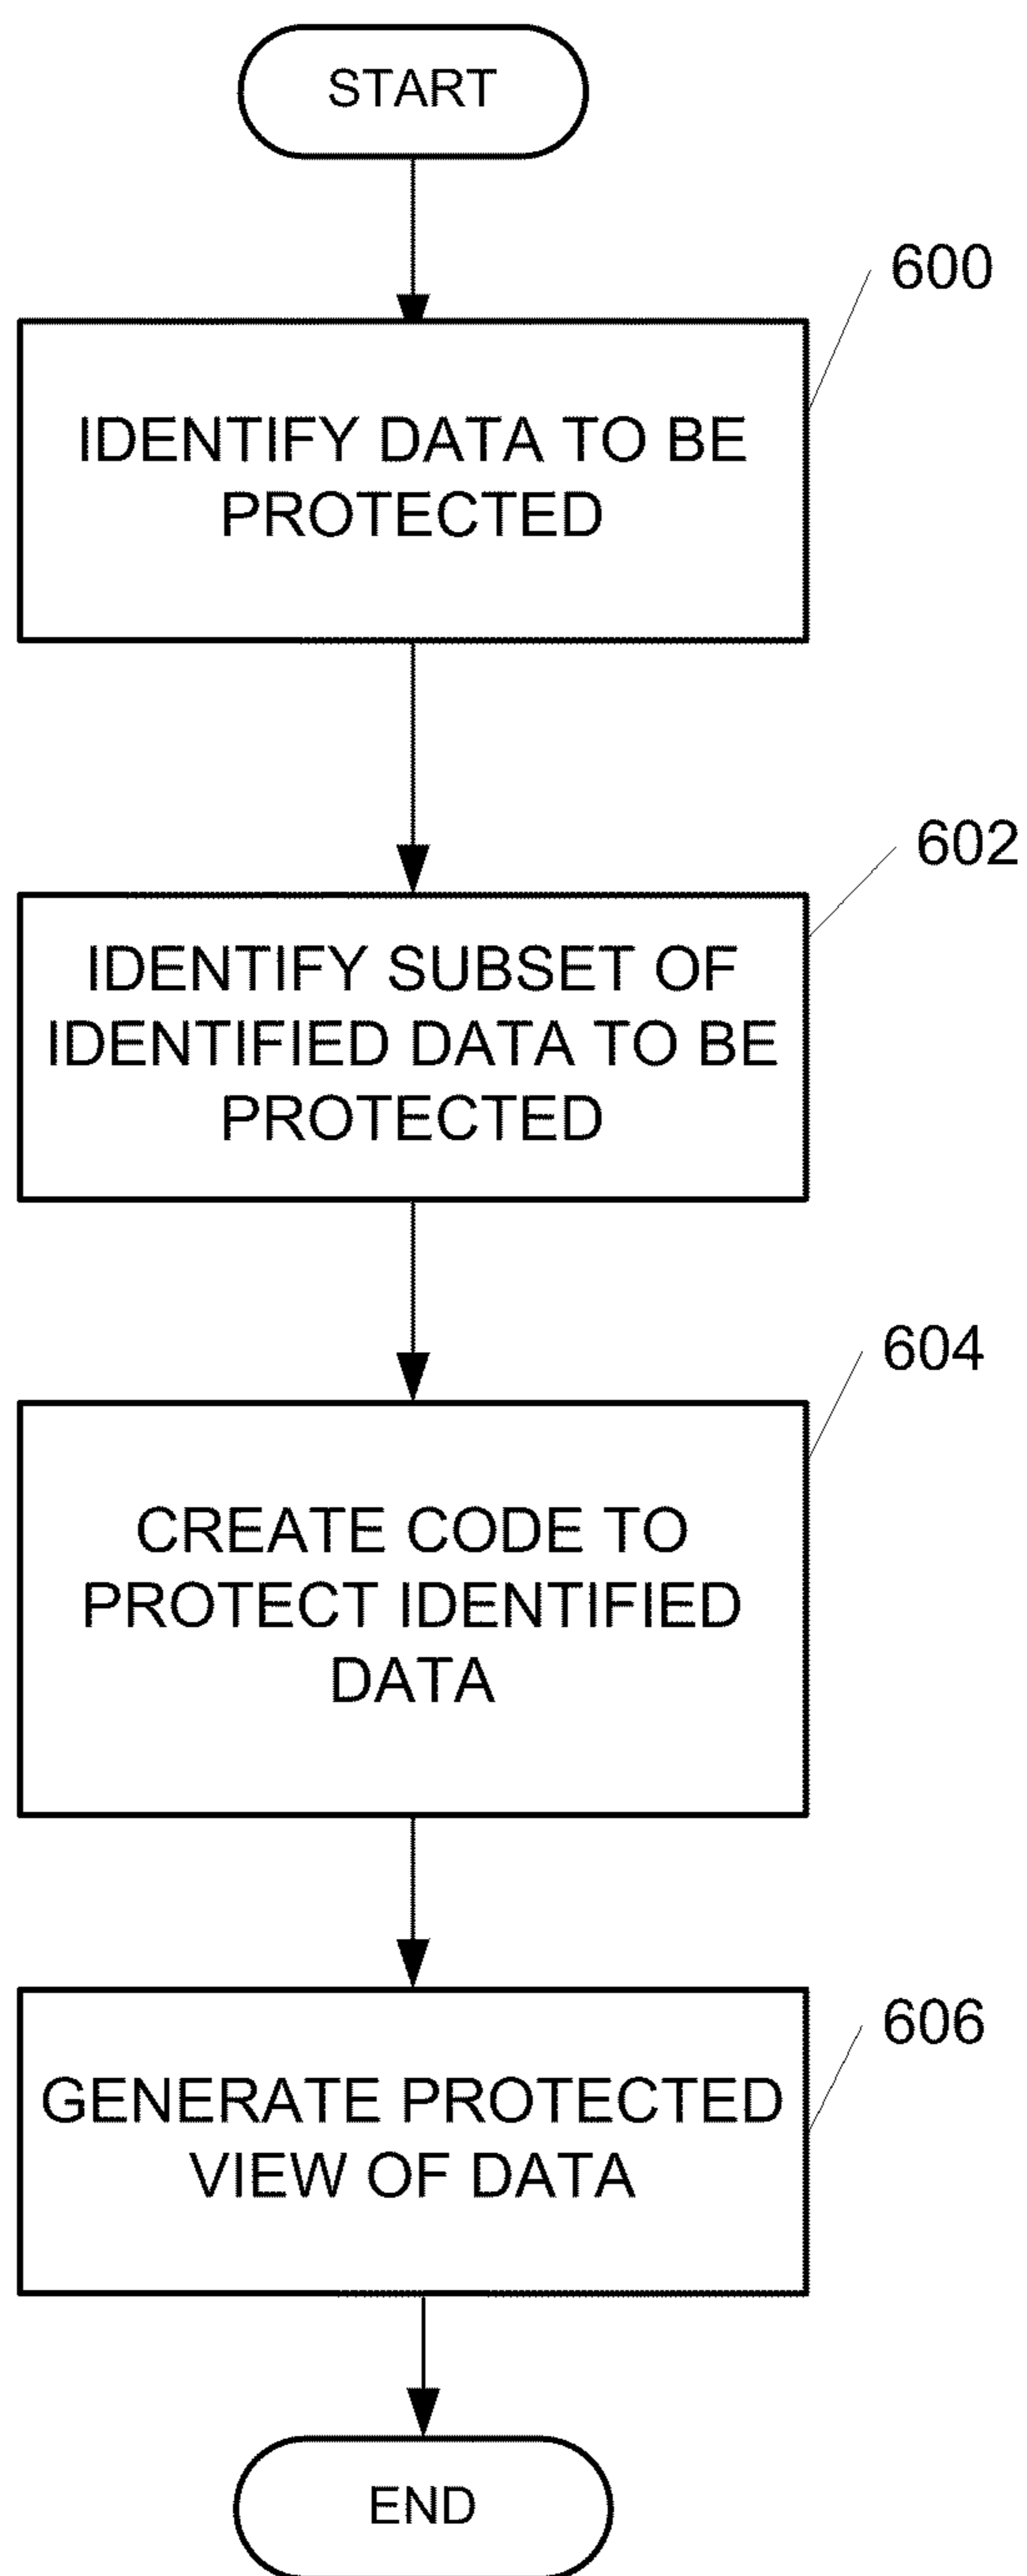 START
600
IDENTIFY DATA TO BE
PROTECTED
602
IDENTIFY SUBSET OF
IDENTIFIED DATA TO BE
PROTECTED
604
CREATE CODE TO
PROTECT IDENTIFIED
DATA
606
GENERATE PROTECTED
VIEW OF DATA
END